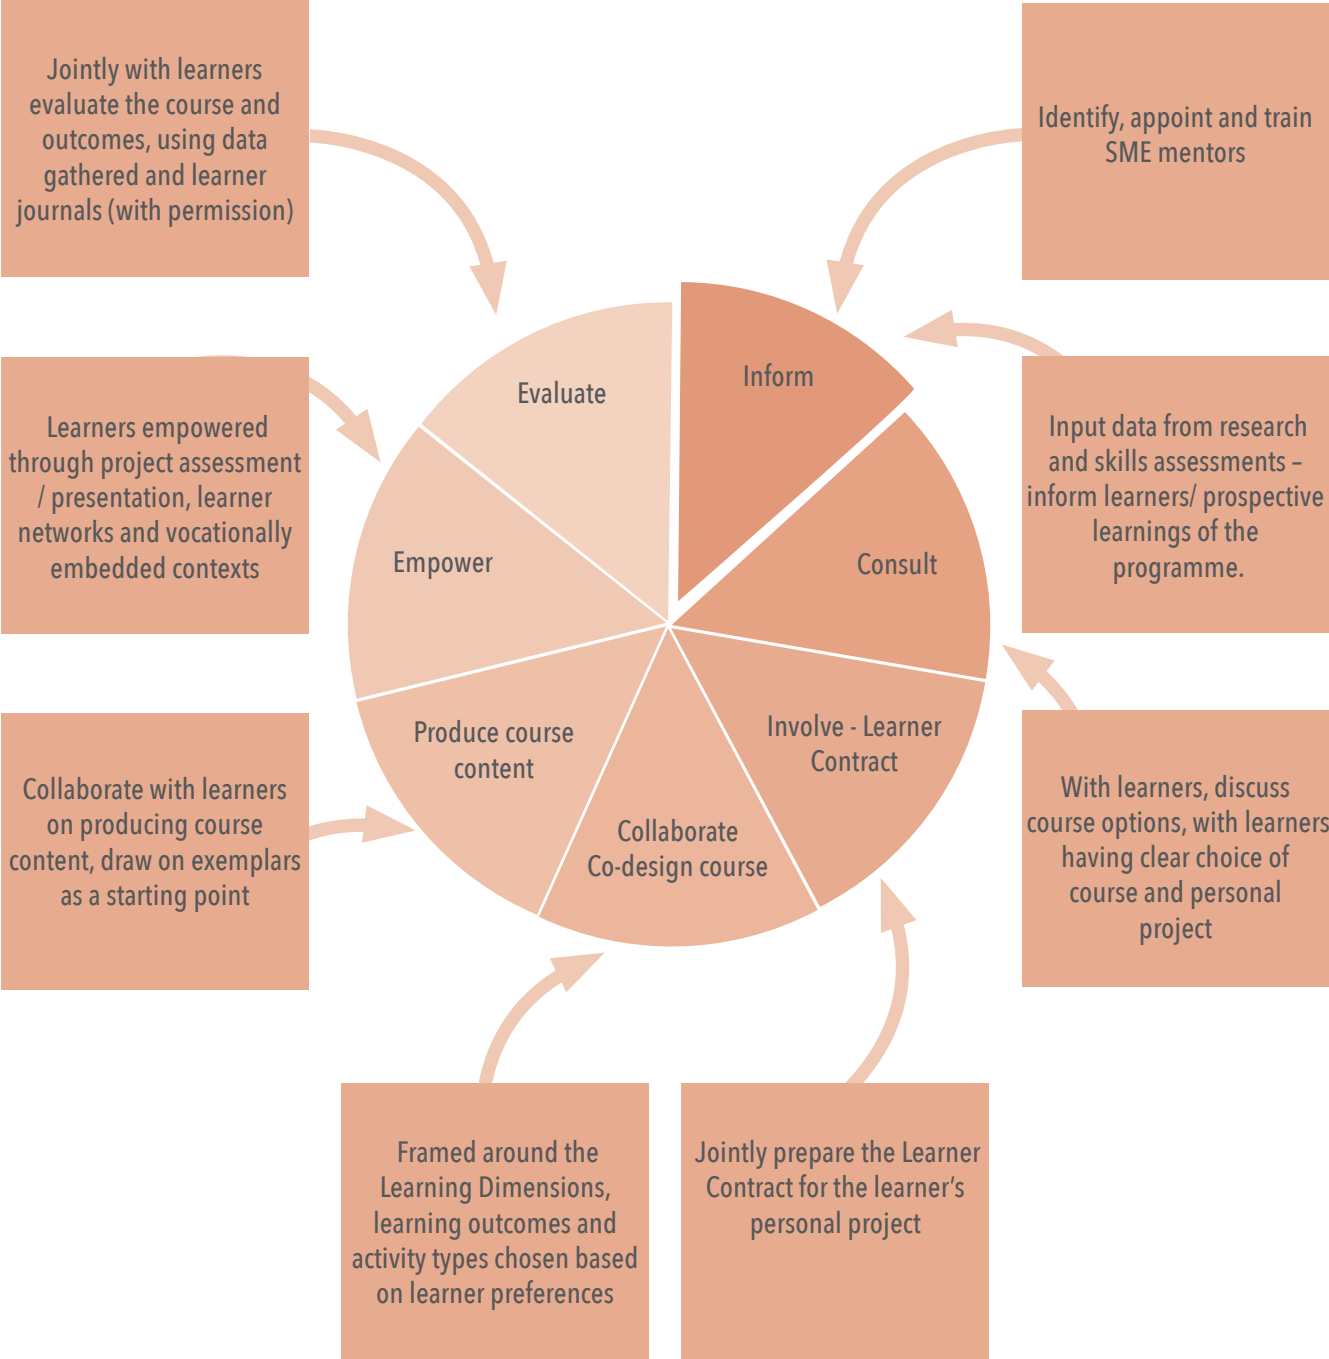 Jointly with learners
evaluate the course and
outcomes, using data
gathered and learner
journals (with permission)
Identify, appoint and train
SME mentors
Inform
Evaluate
Learners empowered
through project assessment
/ presentation, learner
networks and vocationally
embedded contexts
Input data from research
and skills assessments –
inform learners/ prospective
learnings of the
programme.
Consult
Empower
Involve - Learner
Contract
Produce course
content
Collaborate
Co-design course
Collaborate with learners
on producing course
content, draw on exemplars
as a starting point
With learners, discuss
course options, with learners
having clear choice of
course and personal
project
Framed around the
Learning Dimensions,
learning outcomes and
activity types chosen based
on learner preferences
Jointly prepare the Learner
Contract for the learner’s
personal project